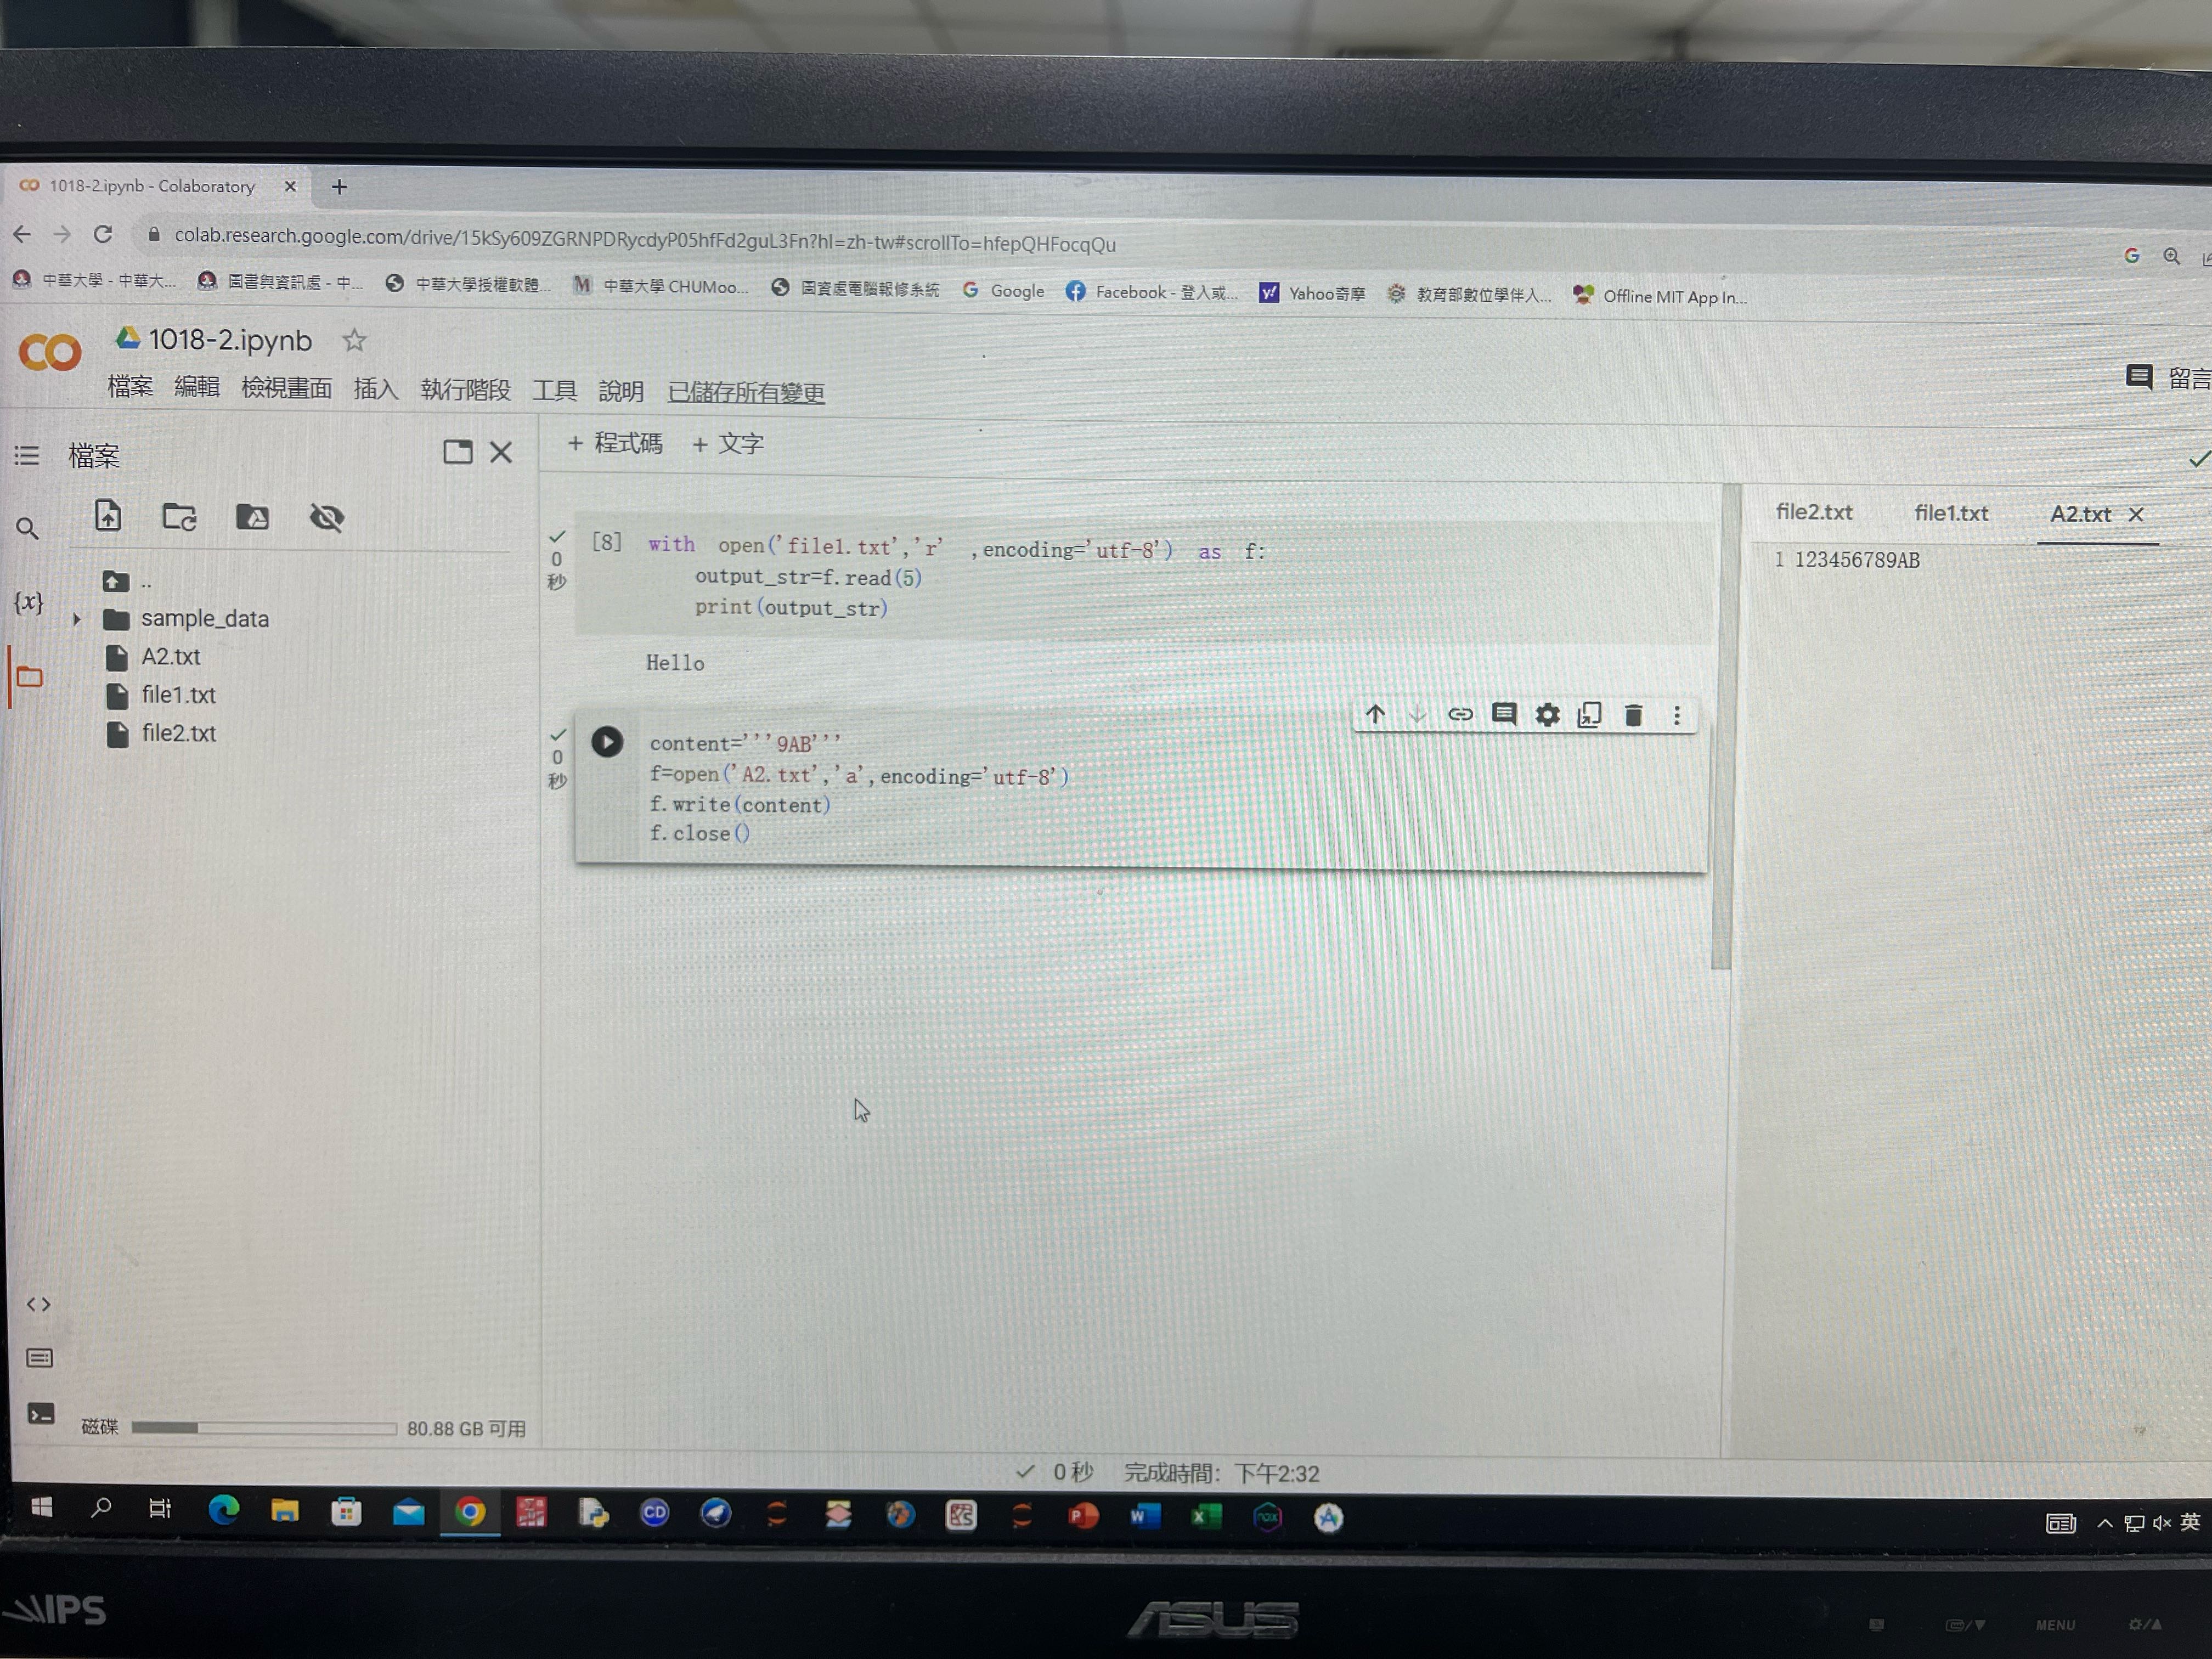 1018-2.ipynb - Colaboratory
colab.research.google.com/drive/15kSy609ZGRNPDRycdyP05hfFd2guL3Fn?hl=zh-tw#scrollTo=hfepQHFocqQu
中華大學 - 中華大... 圖書與資訊處 - 中... 中華大學授權軟體... 中華大學 CHUMoo... 圖資處電腦報修系統 Google Facebook - 登入或... Yahoo奇摩 教育部數位學伴入... Offline MIT App In...
1018-2.ipynb
檔案 編輯 檢視畫面 插入 執行階段 工具 說明 已儲存所有變更
留言
檔案
+ 程式碼 + 文字
..
sample_data
A2.txt
file1.txt
file2.txt
{x}
0
秒
[8] with open('file1.txt','r' ,encoding='utf-8') as f:
output_str=f.read(5)
print(output_str)
Hello
0
秒
content='''9AB'''
f=open('A2.txt','a',encoding='utf-8')
f.write(content)
f.close()
file2.txt file1.txt A2.txt
1 123456789AB
磁碟 80.88 GB 可用
0 秒 完成時間: 下午2:32
CD
nox
英
IPS
ASUS
MENU